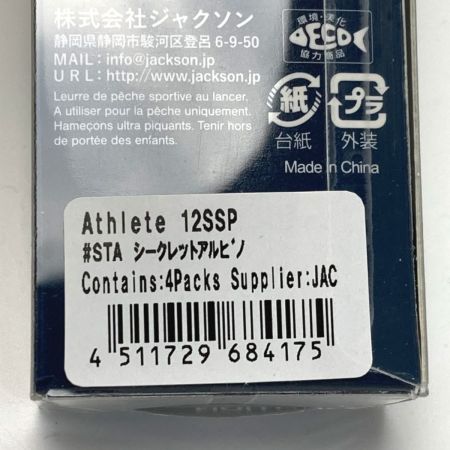 株式会社ジャクソン
静岡県静岡市駿河区登呂 6-9-50
MAIL : info@jackson.jp
URL : http://www.jackson.jp
Leurre de pêche sportive au lancer.
A utiliser pour la pêche uniquement.
Hameçons ultra piquants. Tenir hors
de portée des enfants.
環境・美化
DECO
協力商品
紙
プラ
台紙
外装
Made in China
Athlete 12SSP
#STA シークレットアルビノ
Contains:4Packs Supplier:JAC
4 511729 684175